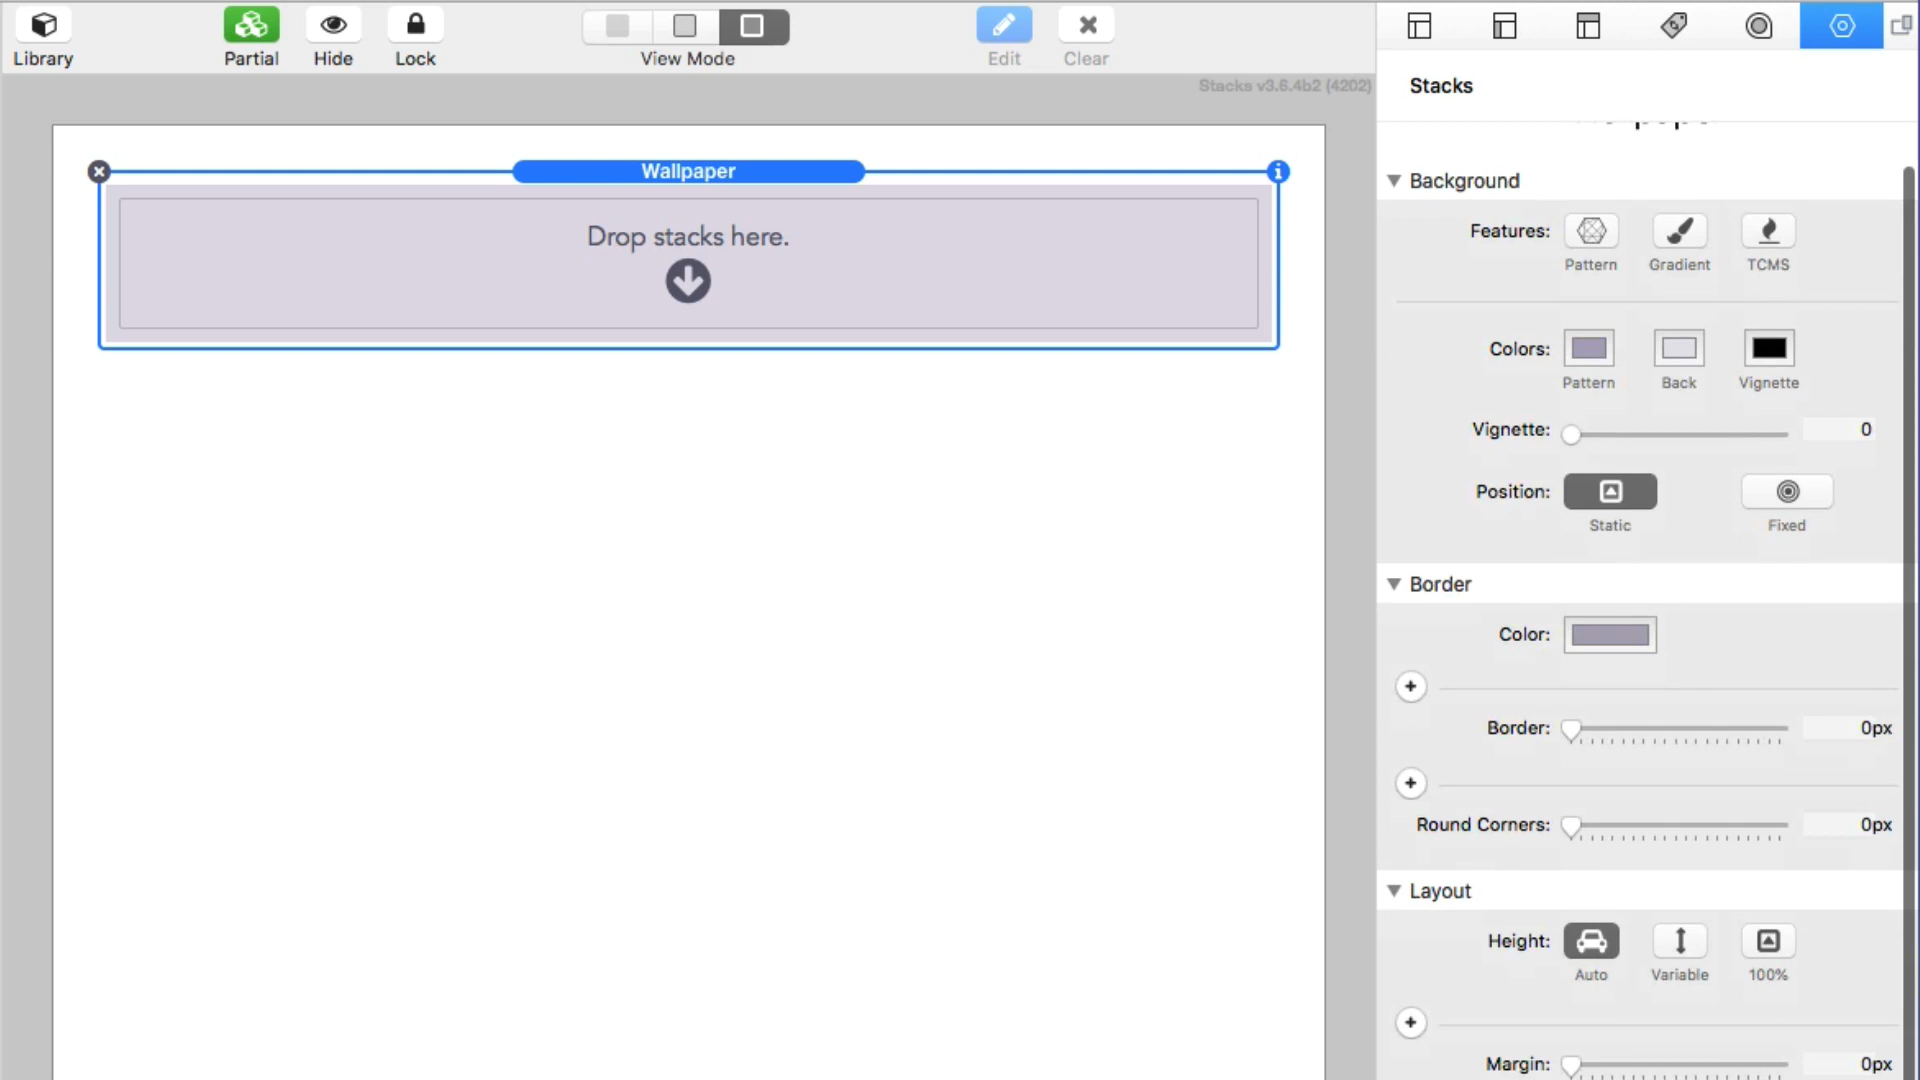 Library
Partial
Hide
Lock
View Mode
Edit
Clear
Stacks v3.6.4b2 (4202)
Wallpaper
Drop stacks here.
Stacks
Background
Features:
Pattern
Gradient
TCMS
Colors:
Pattern
Back
Vignette
Vignette:
0
Position:
Static
Fixed
Border
Color:
Border:
0px
Round Corners:
0px
Layout
Height:
Auto
Variable
100%
Margin:
0px